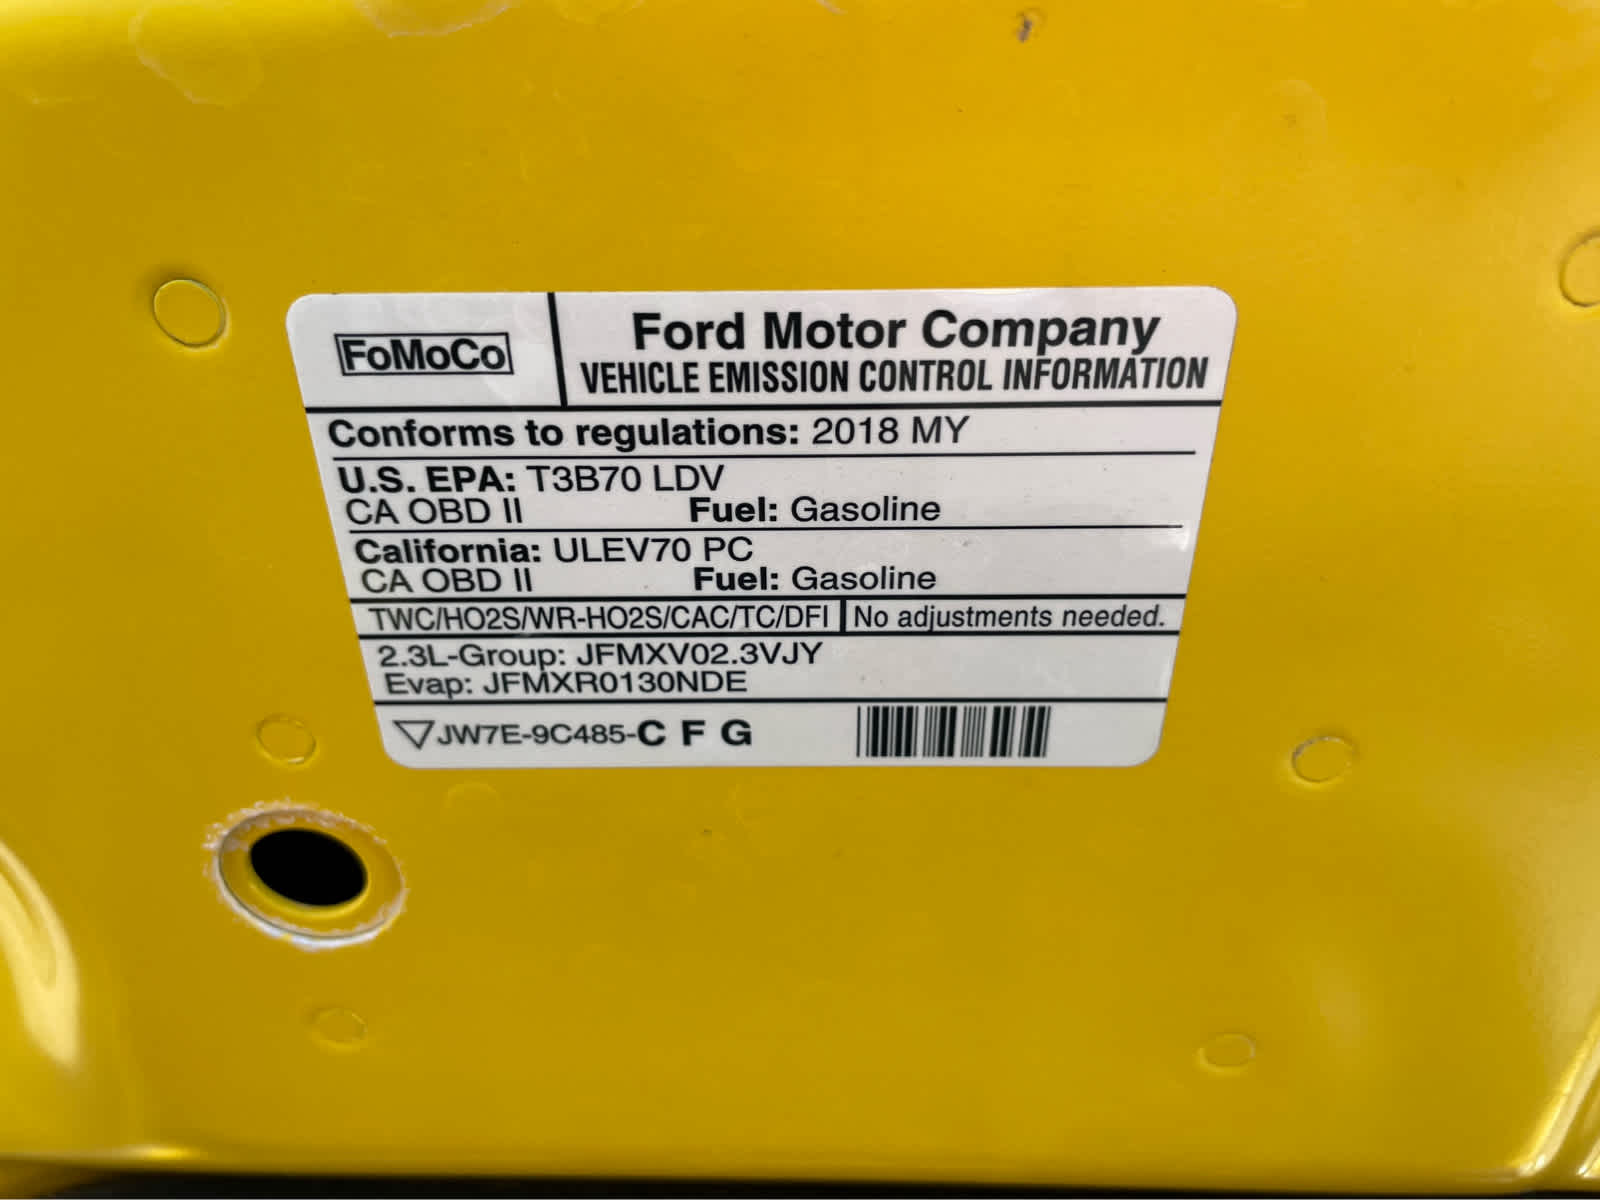 FoMoCo
Ford Motor Company
VEHICLE EMISSION CONTROL INFORMATION
Conforms to regulations: 2018 MY
U.S. EPA: T3B70 LDV
CA OBD II Fuel: Gasoline
California: ULEV70 PC
CA OBD II Fuel: Gasoline
TWC/HO2S/WR-HO2S/CAC/TC/DFI No adjustments needed.
2.3L-Group: JFMXV02.3VJY
Evap: JFMXR0130NDE
JW7E-9C485-C F G